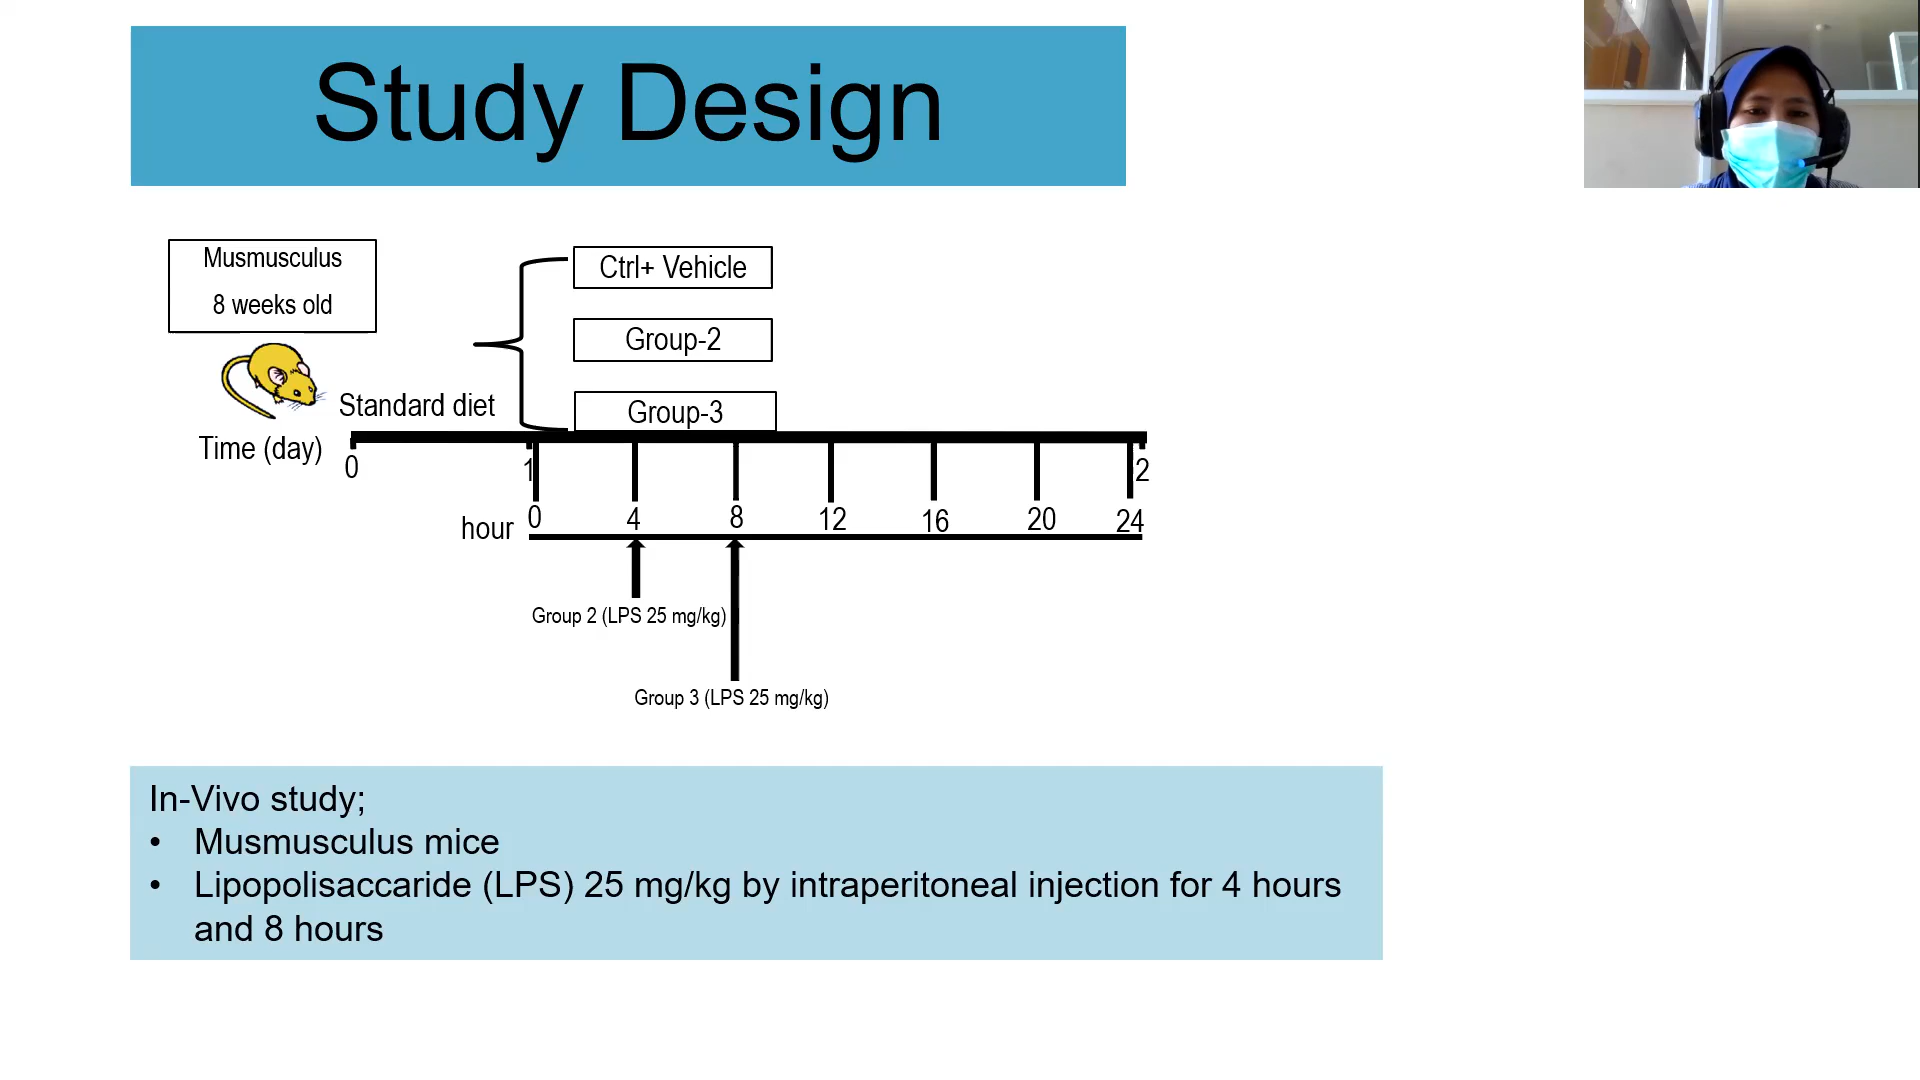 Study Design
Musmusculus
8 weeks old
Ctrl+ Vehicle
Group-2
Group-3
Standard diet
Time (day)
0
1
2
hour
0
4
8
12
16
20
24
Group 2 (LPS 25 mg/kg)
Group 3 (LPS 25 mg/kg)
In-Vivo study;
• Musmusculus mice
• Lipopolisaccaride (LPS) 25 mg/kg by intraperitoneal injection for 4 hours
and 8 hours